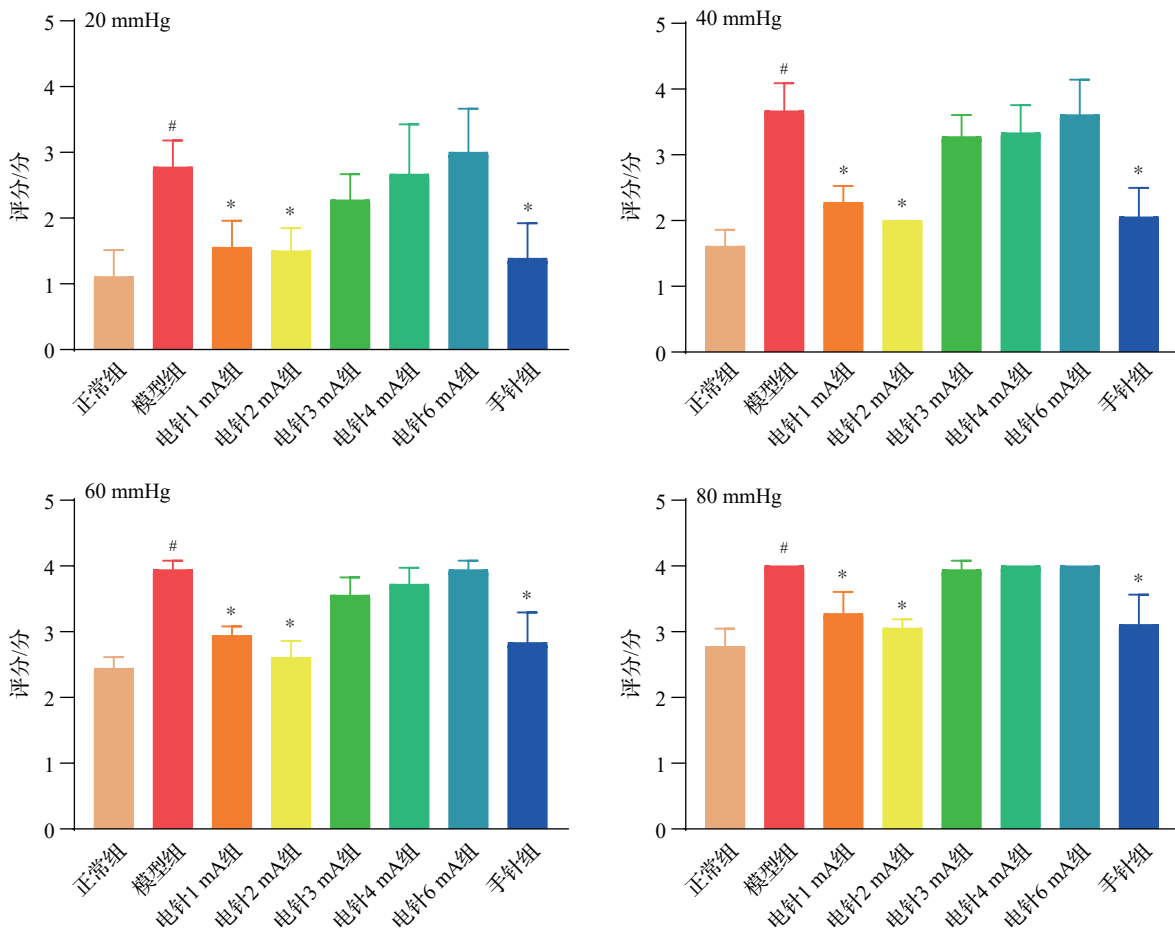 20 mmHg
评分/分
5
4
3
2
1
0
#
*
*
*
正常组
模型组
电针1 mA组
电针2 mA组
电针3 mA组
电针4 mA组
电针6 mA组
手针组
40 mmHg
评分/分
5
4
3
2
1
0
#
*
*
*
正常组
模型组
电针1 mA组
电针2 mA组
电针3 mA组
电针4 mA组
电针6 mA组
手针组
60 mmHg
评分/分
5
4
3
2
1
0
#
*
*
*
正常组
模型组
电针1 mA组
电针2 mA组
电针3 mA组
电针4 mA组
电针6 mA组
手针组
80 mmHg
评分/分
5
4
3
2
1
0
#
*
*
*
正常组
模型组
电针1 mA组
电针2 mA组
电针3 mA组
电针4 mA组
电针6 mA组
手针组